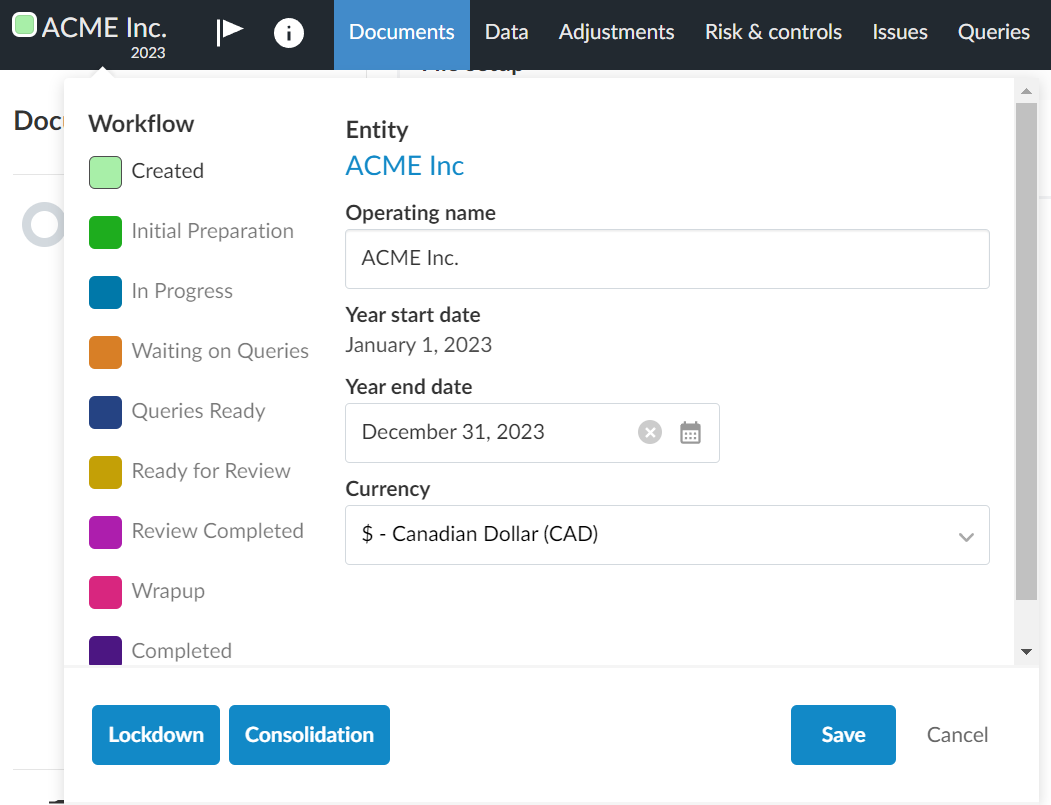 ACME Inc.
2023
Documents
Data
Adjustments
Risk & controls
Issues
Queries
Workflow
Created
Initial Preparation
In Progress
Waiting on Queries
Queries Ready
Ready for Review
Review Completed
Wrapup
Completed
Entity
ACME Inc
Operating name
ACME Inc.
Year start date
January 1, 2023
Year end date
December 31, 2023
Currency
$ - Canadian Dollar (CAD)
Lockdown
Consolidation
Save
Cancel